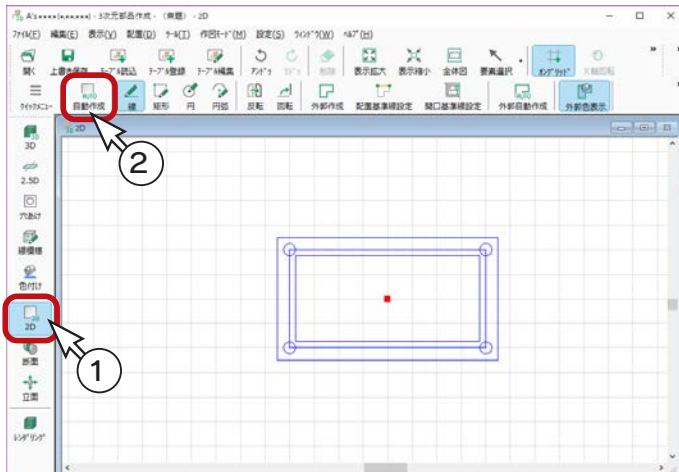 A's×××× (×,××,××) - 3次元部品作成 - (無題) - 2D
ﾌｧｲﾙ(F) 編集(E) 表示(V) 配置(D) ﾂｰﾙ(T) 作図ﾓｰﾄﾞ(M) 設定(S) ｳｨﾝﾄﾞｳ(W) ﾍﾙﾌﾟ(H)
開く 上書き保存 ﾃｰﾌﾞﾙ読込 ﾃｰﾌﾞﾙ登録 ﾃｰﾌﾞﾙ編集 ｱﾝﾄﾞｩ ﾘﾄﾞｩ 削除 表示拡大 表示縮小 全体図 要素選択 ｵﾝｸﾞﾘｯﾄﾞ X軸回転
ｸｲｯｸﾒﾆｭｰ 自動作成 線 矩形 円 円弧 反転 回転 外郭作成 配置基準線設定 開口基準線設定 外郭自動作成 外郭色表示
2D
②
3D
2.5D
穴あけ
線模様
色付け
2D
①
断面
立面
ﾚﾝﾀﾞﾘﾝｸﾞ